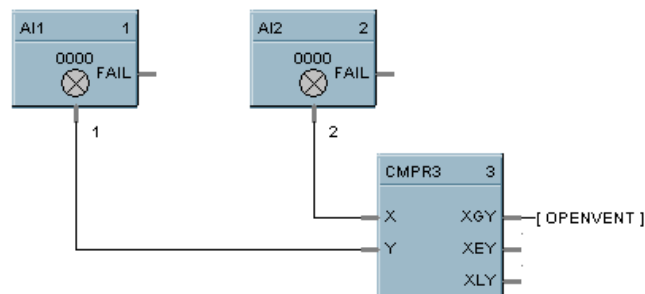 AI1 1
0000
FAIL
1
AI2 2
0000
FAIL
2
CMPR3 3
X XGY [ OPENVENT ]
Y XEY
XLY